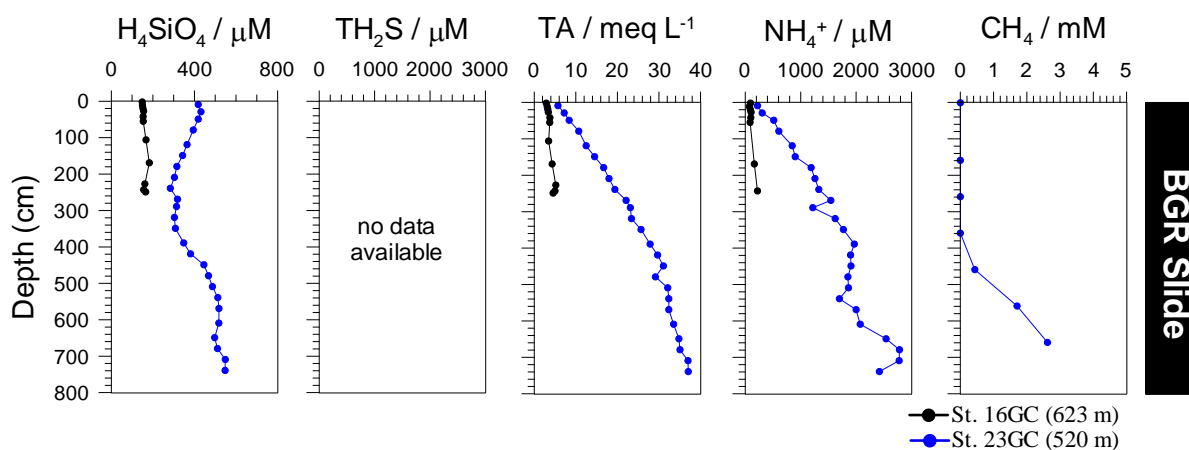 H₄SiO₄ / μM
TH₂S / μM
TA / meq L⁻¹
NH₄⁺ / μM
CH₄ / mM
0 400 800
0 1000 2000 3000
0 10 20 30 40
0 1000 2000 3000
0 1 2 3 4 5
Depth (cm)
0
100
200
300
400
500
600
700
800
no data
available
BGR Slide
St. 16GC (623 m)
St. 23GC (520 m)